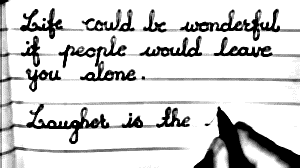 Life could be wonderful
if people would leave
you alone.
Laughter is the